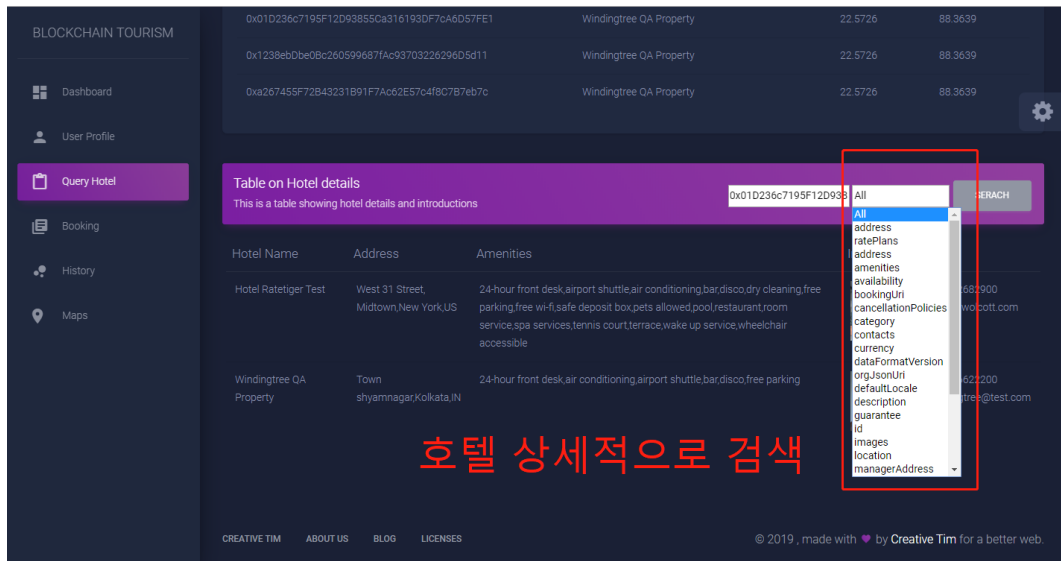 BLOCKCHAIN TOURISM
Dashboard
User Profile
Query Hotel
Booking
History
Maps
0x01D236c7195F12D93855Ca316193DF7cA6D57FE1 Windingtree QA Property 22.5726 88.3639
0x1238ebDbe0Bc260599687fAc93703226296D5d11 Windingtree QA Property 22.5726 88.3639
0xa267455F72B43231B91F7Ac62E57c4f8C7B7eb7c Windingtree QA Property 22.5726 88.3639
Table on Hotel details
This is a table showing hotel details and introductions
0x01D236c7195F12D938 All SERACH
All
address
ratePlans
address
amenities
availability
bookingUri
cancellationPolicies
category
contacts
currency
dataFormatVersion
orgJsonUri
defaultLocale
description
guarantee
id
images
location
managerAddress
Hotel Name Address Amenities
Hotel Ratetiger Test
West 31 Street,
Midtown,New York,US
24-hour front desk,airport shuttle,air conditioning,bar,disco,dry cleaning,free
parking,free wi-fi,safe deposit box,pets allowed,pool,restaurant,room
service,spa services,tennis court,terrace,wake up service,wheelchair
accessible
2682900
wolcott.com
Windingtree QA
Property
Town
shyamnagar,Kolkata,IN
24-hour front desk,air conditioning,airport shuttle,bar,disco,free parking
622200
tree@test.com
호텔 상세적으로 검색
CREATIVE TIM ABOUT US BLOG LICENSES
© 2019 , made with ♥ by Creative Tim for a better web.